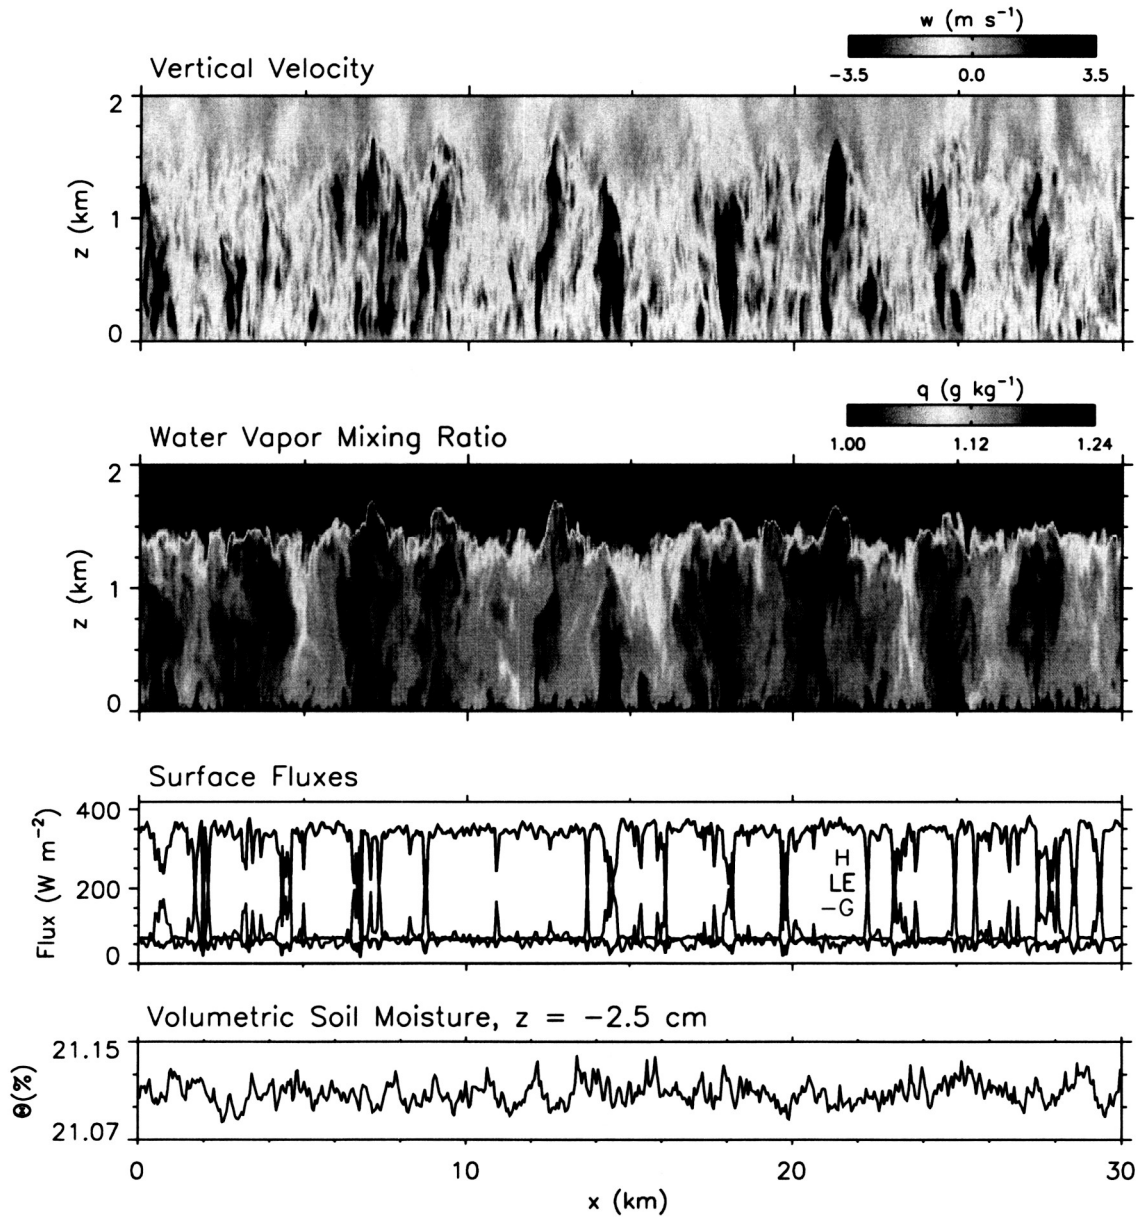 w (m s⁻¹)
-3.5 0.0 3.5
Vertical Velocity
2
z (km)
1
0
q (g kg⁻¹)
1.00 1.12 1.24
Water Vapor Mixing Ratio
2
z (km)
1
0
Surface Fluxes
400
Flux (W m⁻²)
200
0
H
LE
-G
Volumetric Soil Moisture, z = -2.5 cm
21.15
Θ(%)
21.07
0 10 20 30
x (km)